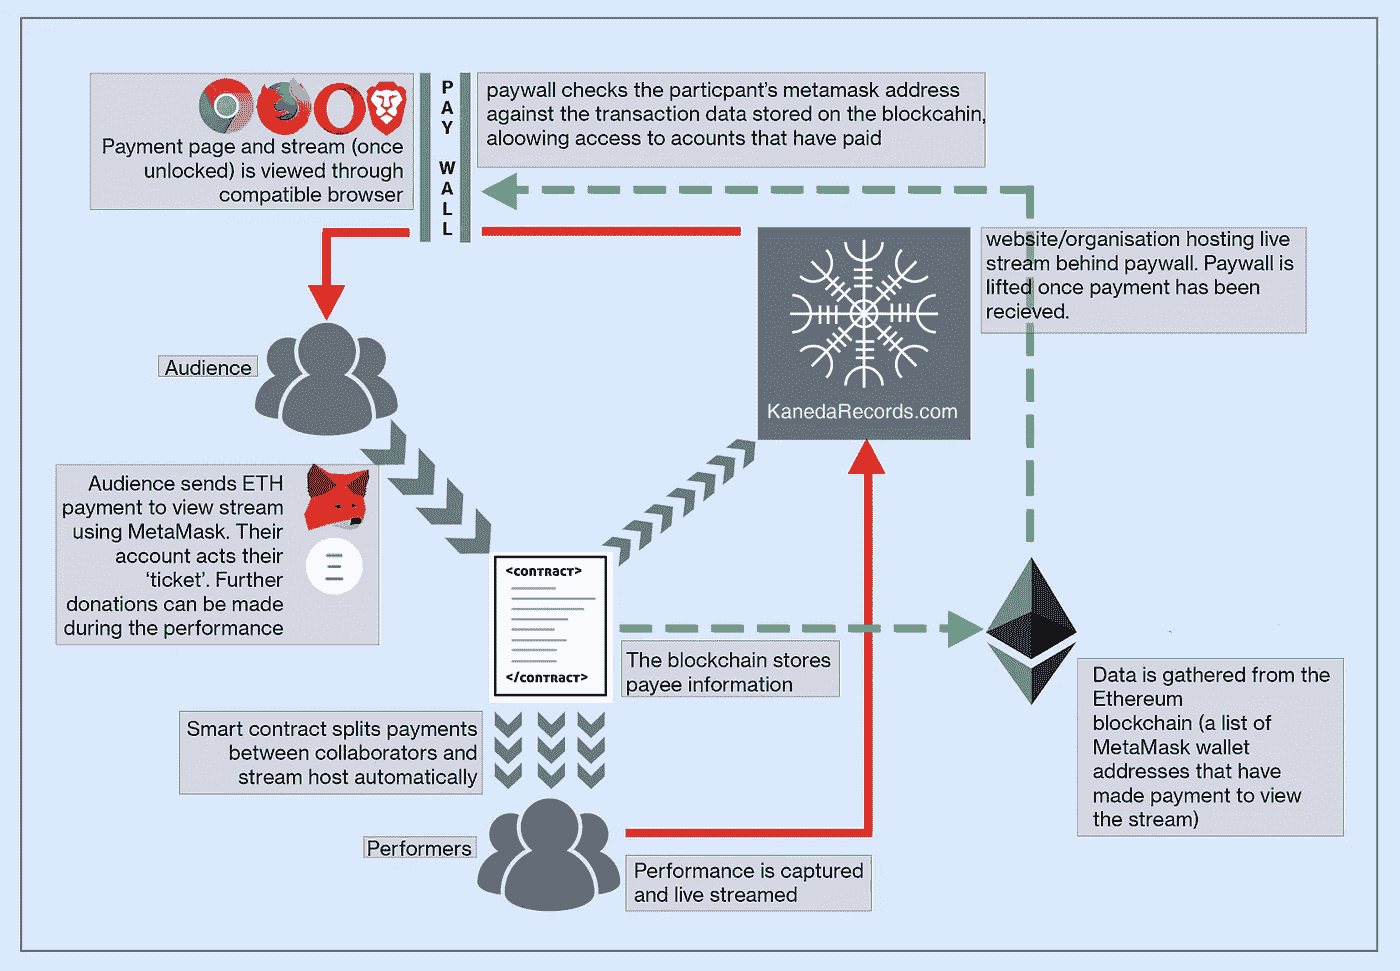 Payment page and stream (once
unlocked) is viewed through
compatible browser
P
A
Y
W
A
L
L
paywall checks the particpant's metamask address
against the transaction data stored on the blockcahin,
aloowing access to acounts that have paid
website/organisation hosting live
stream behind paywall. Paywall is
lifted once payment has been
recieved.
KanedaRecords.com
Audience
Audience sends ETH
payment to view stream
using MetaMask. Their
account acts their
‘ticket’. Further
donations can be made
during the performance
<contract>
</contract>
The blockchain stores
payee information
Data is gathered from the
Ethereum
blockchain (a list of
MetaMask wallet
addresses that have
made payment to view
the stream)
Smart contract splits payments
between collaborators and
stream host automatically
Performers
Performance is captured
and live streamed